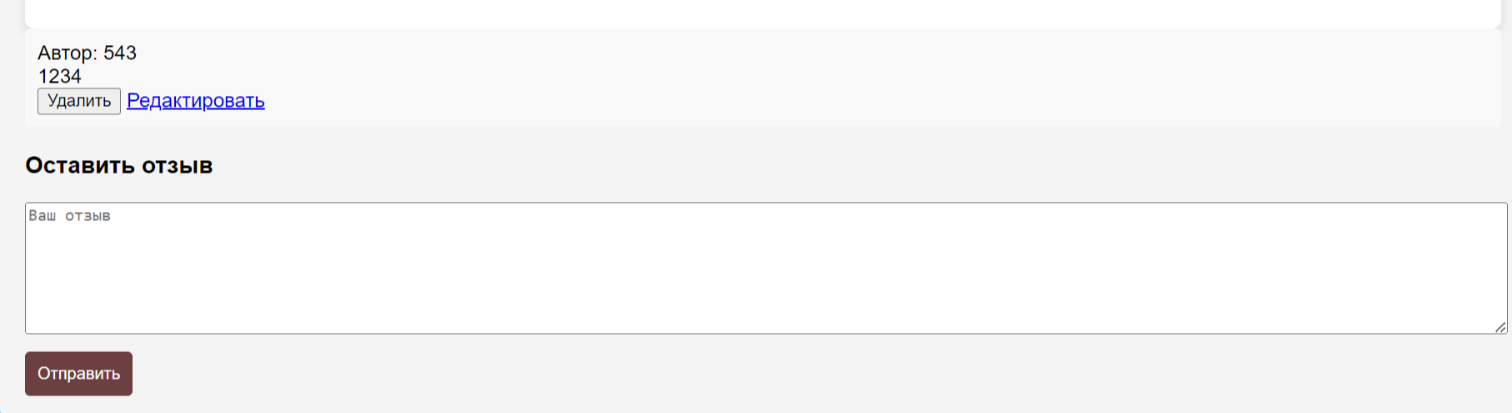 Автор: 543
1234
Удалить Редактировать
Оставить отзыв
Ваш отзыв
Отправить